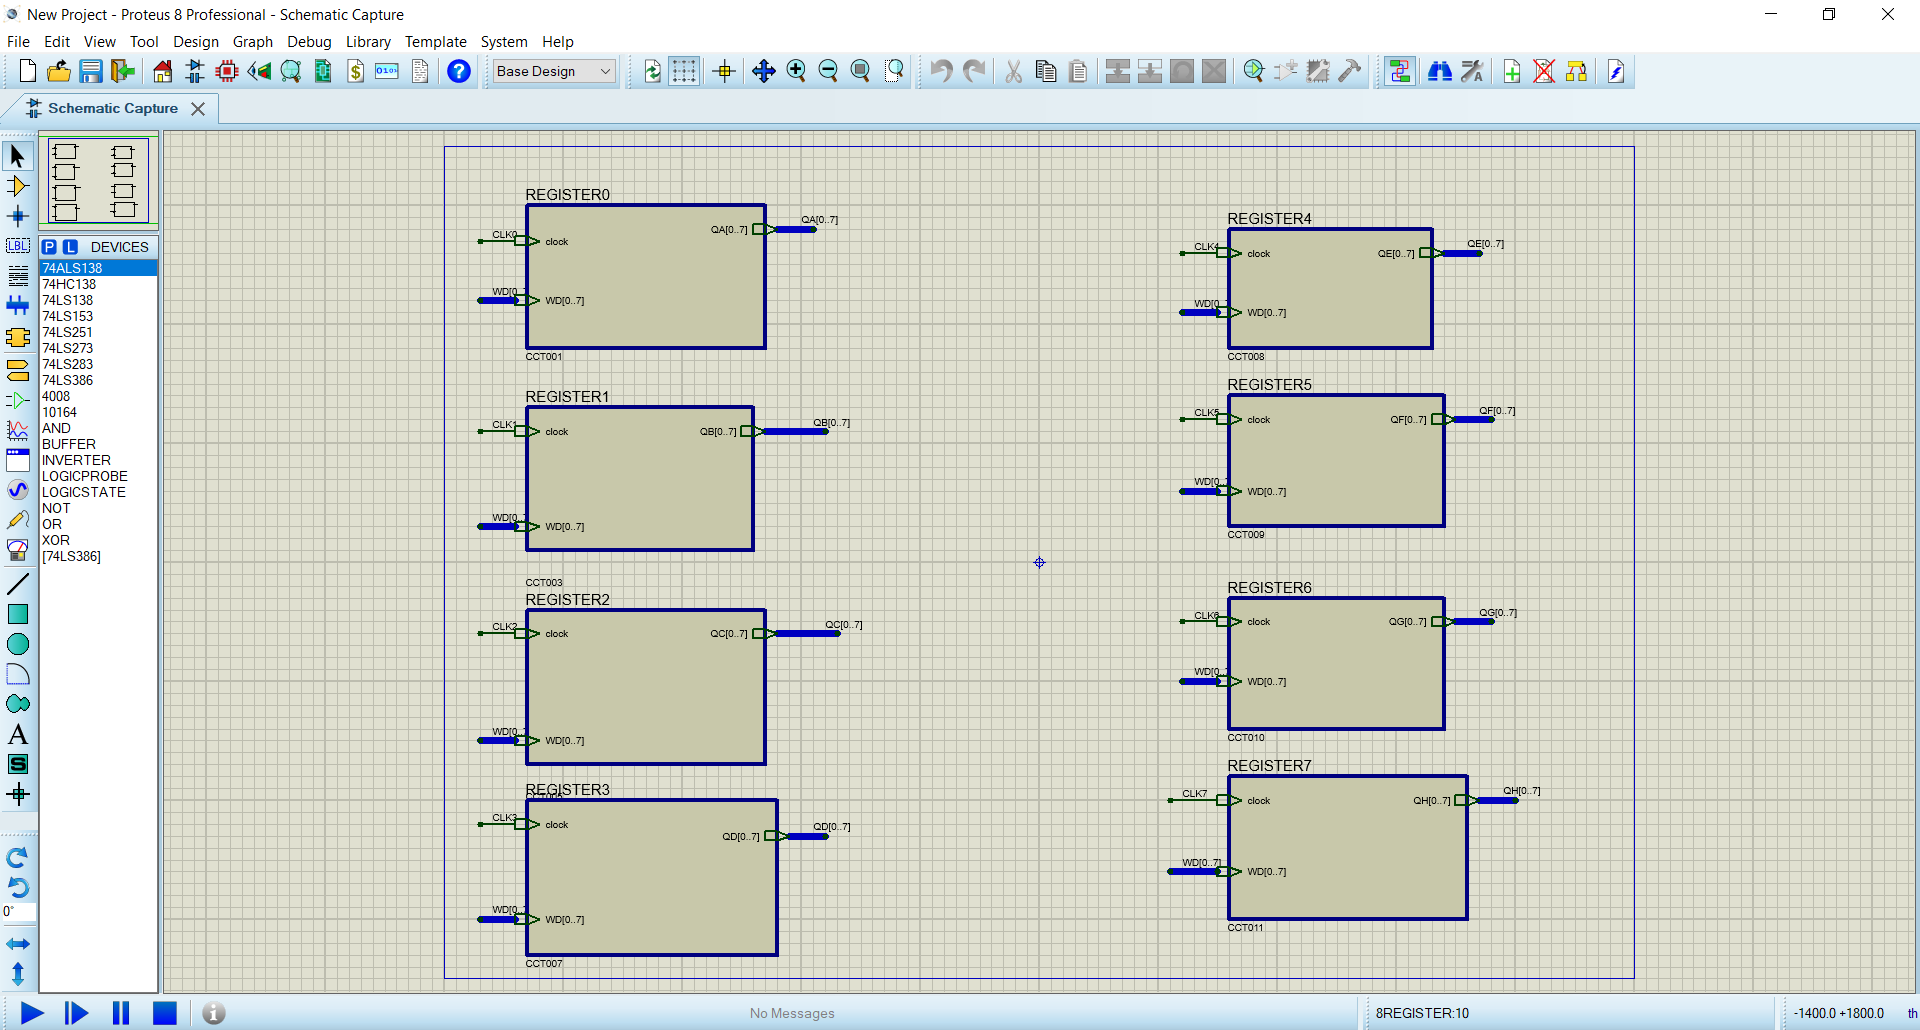 New Project - Proteus 8 Professional - Schematic Capture
File Edit View Tool Design Graph Debug Library Template System Help
Base Design
Schematic Capture
P L DEVICES
74ALS138
74HC138
74LS138
74LS153
74LS251
74LS273
74LS283
74LS386
4008
10164
AND
BUFFER
INVERTER
LOGICPROBE
LOGICSTATE
NOT
OR
XOR
[74LS386]
LBL
A
S
0°
REGISTER0
CLK0 clock
QA[0..7] QA[0..7]
WD[0..7] WD[0..7]
CCT001
REGISTER1
CLK1 clock
QB[0..7] QB[0..7]
WD[0..7] WD[0..7]
CCT003
REGISTER2
CLK2 clock
QC[0..7] QC[0..7]
WD[0..7] WD[0..7]
CCT005
REGISTER3
CLK3 clock
QD[0..7] QD[0..7]
WD[0..7] WD[0..7]
CCT007
REGISTER4
CLK4 clock
QE[0..7] QE[0..7]
WD[0..7] WD[0..7]
CCT008
REGISTER5
CLK5 clock
QF[0..7] QF[0..7]
WD[0..7] WD[0..7]
CCT009
REGISTER6
CLK6 clock
QG[0..7] QG[0..7]
WD[0..7] WD[0..7]
CCT010
REGISTER7
CLK7 clock
QH[0..7] QH[0..7]
WD[0..7] WD[0..7]
CCT011
No Messages
8REGISTER:10
-1400.0 +1800.0 th